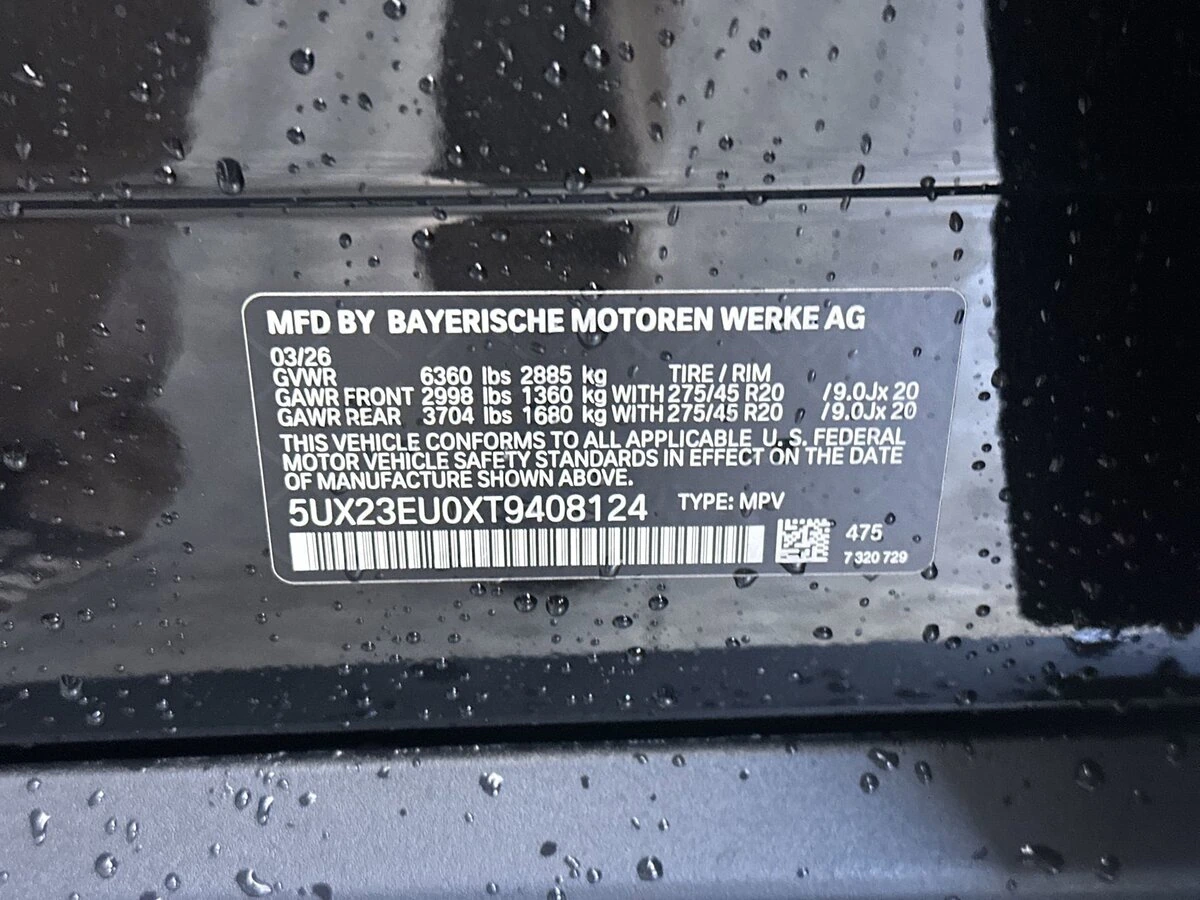 MFD BY BAYERISCHE MOTOREN WERKE AG
03/26
GVWR 6360 lbs 2885 kg TIRE / RIM
GAWR FRONT 2998 lbs 1360 kg WITH 275/45 R20 / 9.0Jx 20
GAWR REAR 3704 lbs 1680 kg WITH 275/45 R20 / 9.0Jx 20
THIS VEHICLE CONFORMS TO ALL APPLICABLE U.S. FEDERAL
MOTOR VEHICLE SAFETY STANDARDS IN EFFECT ON THE DATE
OF MANUFACTURE SHOWN ABOVE.
5UX23EU0XT9408124 TYPE: MPV
475
7 320 729